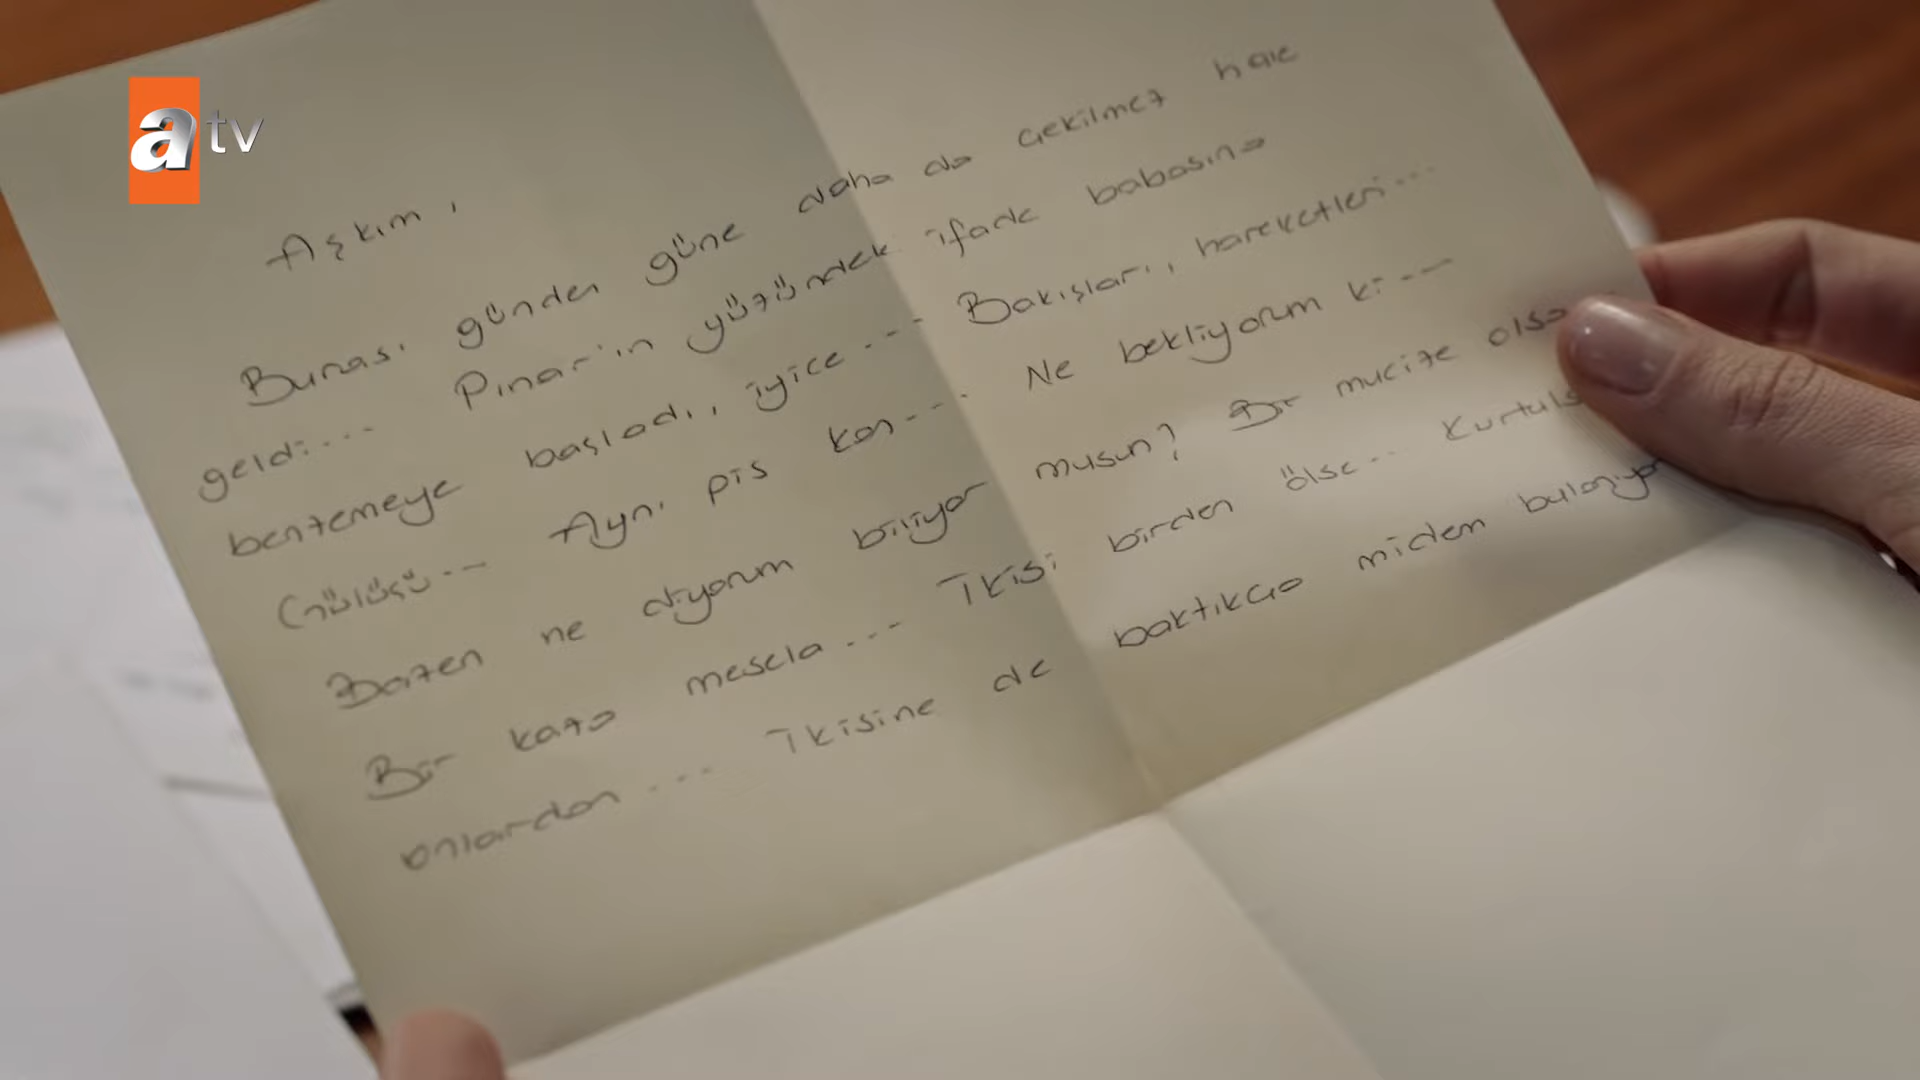 atv
Aşkım,
Burası günden güne daha da çekilmez hale
geldi... Pınar'ın yüzündeki ifade babasına
benzemeye başladı, iyice... Bakışları, hareketleri...
Gülüşü... Aynı pis kan... Ne bekliyorum ki...
Bazen ne diyorum biliyor musun? Bir mucize olsa
Bir kaza mesela... İkisi birden ölse.. Kurtuls
onlardan... İkisine de baktıkça midem bulanıyor